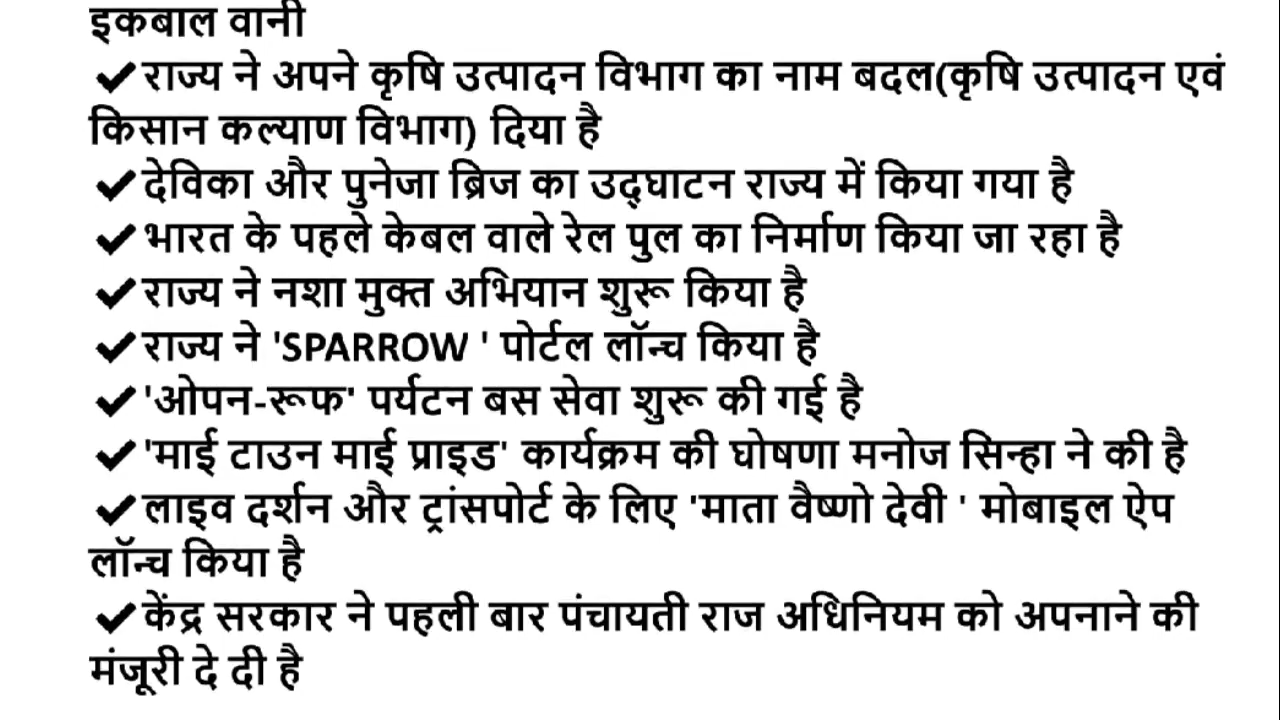 इकबाल वानी
✔राज्य ने अपने कृषि उत्पादन विभाग का नाम बदल(कृषि उत्पादन एवं
किसान कल्याण विभाग) दिया है
✔देविका और पुनेजा ब्रिज का उद्घाटन राज्य में किया गया है
✔भारत के पहले केबल वाले रेल पुल का निर्माण किया जा रहा है
✔राज्य ने नशा मुक्त अभियान शुरू किया है
✔राज्य ने 'SPARROW ' पोर्टल लॉन्च किया है
✔'ओपन-रूफ' पर्यटन बस सेवा शुरू की गई है
✔'माई टाउन माई प्राइड' कार्यक्रम की घोषणा मनोज सिन्हा ने की है
✔लाइव दर्शन और ट्रांसपोर्ट के लिए 'माता वैष्णो देवी ' मोबाइल ऐप
लॉन्च किया है
✔केंद्र सरकार ने पहली बार पंचायती राज अधिनियम को अपनाने की
मंजूरी दे दी है